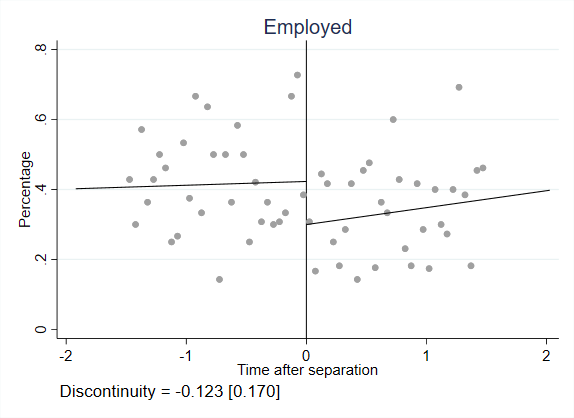 Employed
Percentage
.8
.6
.4
.2
0
-2
-1
0
1
2
Time after separation
Discontinuity = -0.123 [0.170]